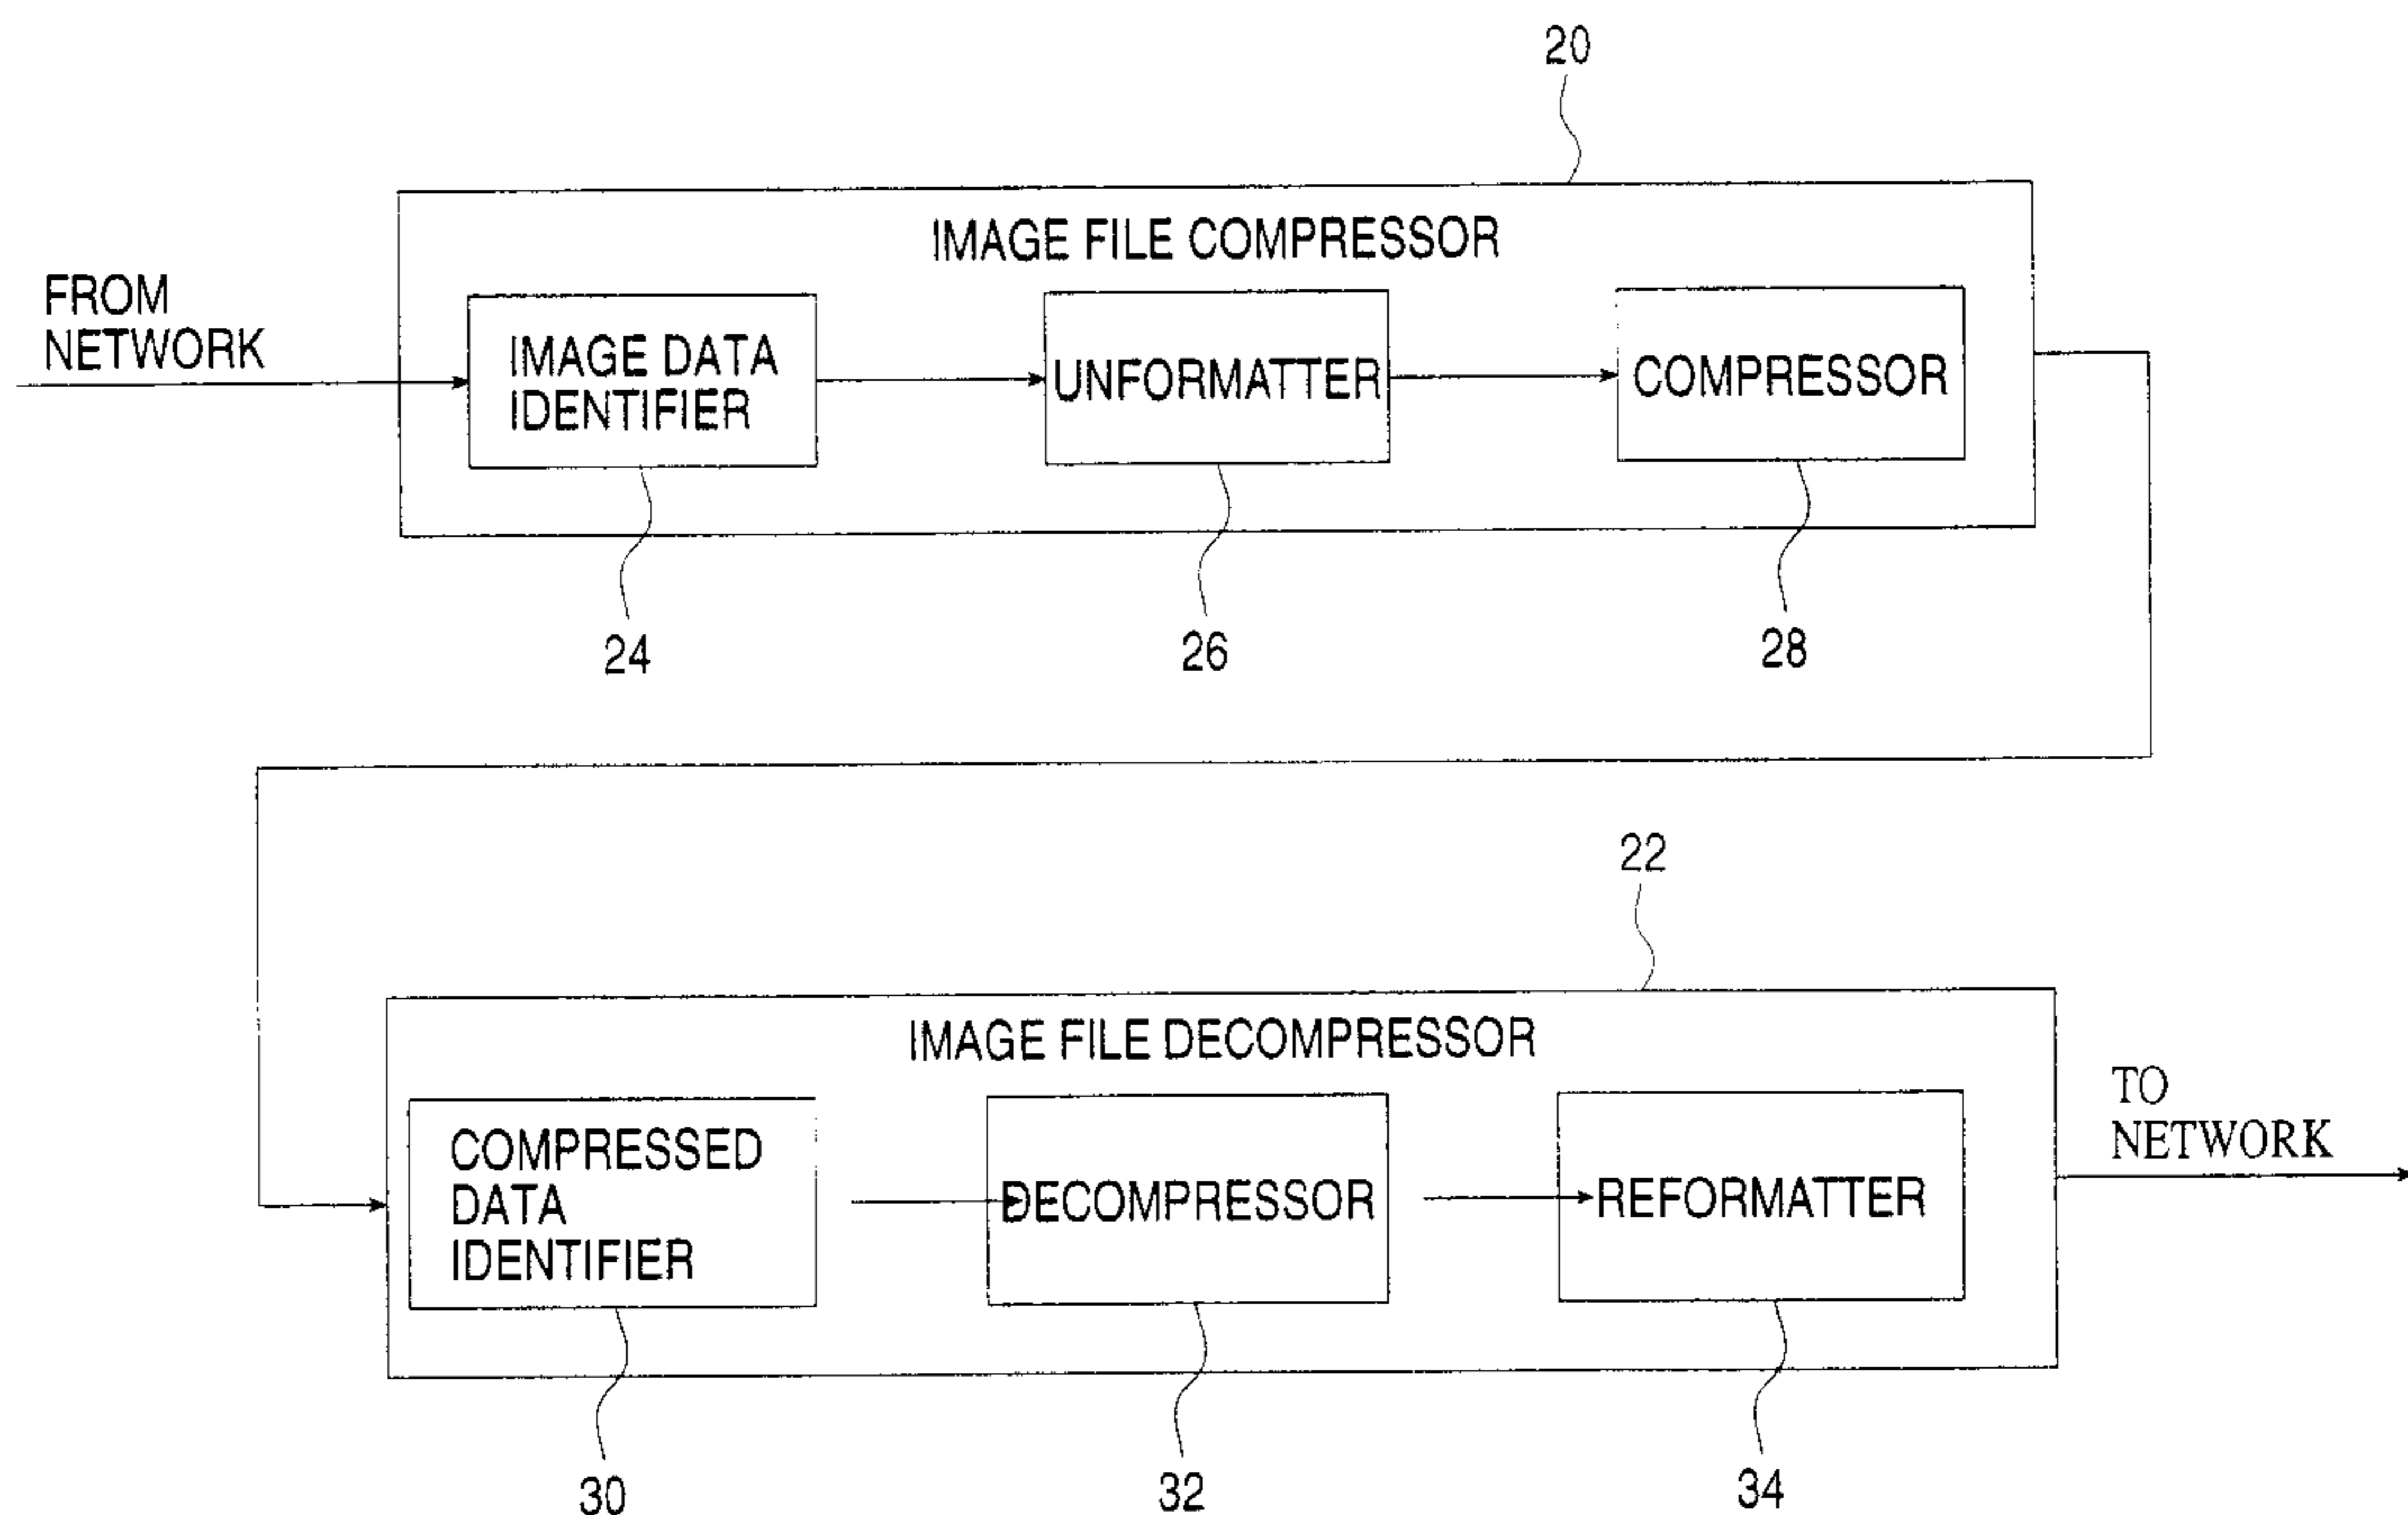 20
IMAGE FILE COMPRESSOR
FROM
NETWORK
IMAGE DATA
IDENTIFIER
UNFORMATTER
COMPRESSOR
24
26
28
22
IMAGE FILE DECOMPRESSOR
COMPRESSED
DATA
IDENTIFIER
DECOMPRESSOR
REFORMATTER
TO
NETWORK
30
32
34